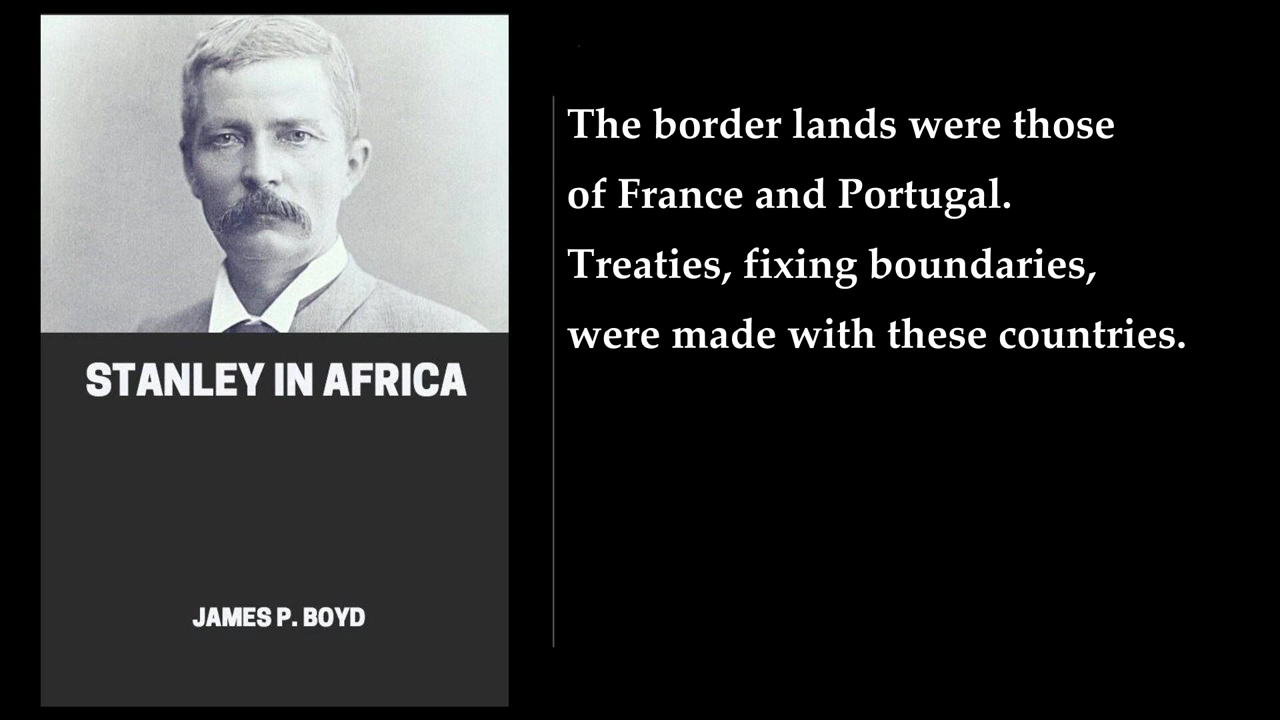 STANLEY IN AFRICA
JAMES P. BOYD
The border lands were those
of France and Portugal.
Treaties, fixing boundaries,
were made with these countries.